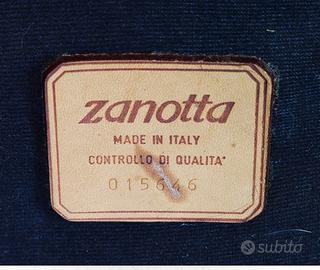 zanotta
MADE IN ITALY
CONTROLLO DI QUALITA'
015646
subito